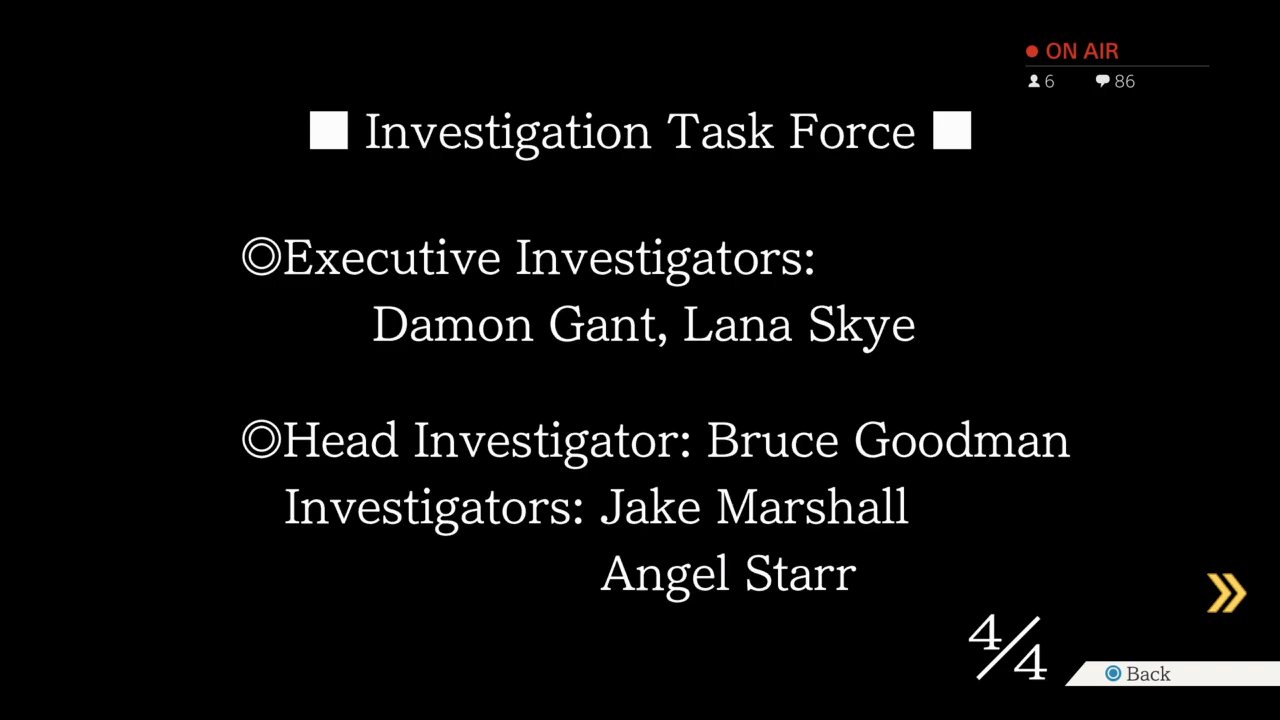 ● ON AIR
6 86
■ Investigation Task Force ■
◎Executive Investigators:
Damon Gant, Lana Skye
◎Head Investigator: Bruce Goodman
Investigators: Jake Marshall
Angel Starr
4/4
Back